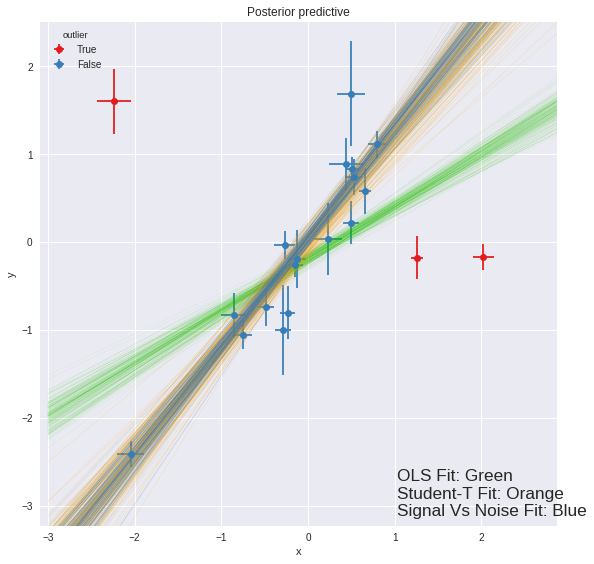 Posterior predictive
outlier
True
False
y
2
1
0
−1
−2
−3
OLS Fit: Green
Student-T Fit: Orange
Signal Vs Noise Fit: Blue
−3 −2 −1 0 1 2
x